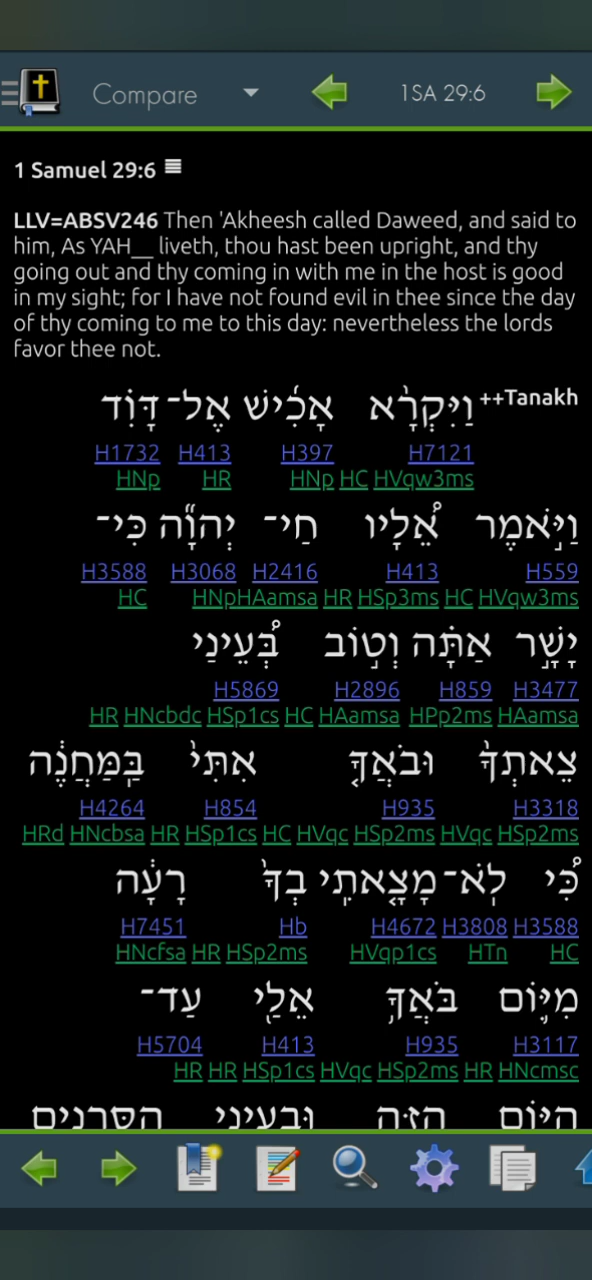 Compare
1SA 29:6
1 Samuel 29:6
LLV=ABSV246 Then 'Akheesh called Daweed, and said to
him, As YAH__ liveth, thou hast been upright, and thy
going out and thy coming in with me in the host is good
in my sight; for I have not found evil in thee since the day
of thy coming to me to this day: nevertheless the lords
favor thee not.
++Tanakh וַיִּקְרָ֨א אָכִ֜ישׁ אֶל־ דָּוִ֗ד
H1732 H413 H397 H7121
HNp HR HNp HC HVqw3ms
וַיֹּ֣אמֶר אֵ֠לָיו חַי־ יְהוָ֞ה כִּי־
H3588 H3068 H2416 H413 H559
HC HNpHAamsa HR HSp3ms HC HVqw3ms
יָשָׁ֣ר אַתָּ֗ה וְט֣וֹב בְּ֠עֵינַי
H5869 H2896 H859 H3477
HR HNcbdc HSp1cs HC HAamsa HPp2ms HAamsa
צֵאתְךָ֨ וּבֹאֲךָ֤ אִתִּי֙ בַּֽמַּחֲנֶ֔ה
H4264 H854 H935 H3318
HRd HNcbsa HR HSp1cs HC HVqc HSp2ms HVqc HSp2ms
כִּ֠י לֹֽא־ מָצָ֤אתִֽי בְךָ֙ רָעָ֔ה
H7451 Hb H4672 H3808 H3588
HNcfsa HR HSp2ms HVqp1cs HTn HC
מִיּ֛וֹם בֹּאֲךָ֥ אֵלַ֖י עַד־
H5704 H413 H935 H3117
HR HR HSp1cs HVqc HSp2ms HR HNcmsc
היּוֹם הזּה וּבעיני הסּרנים